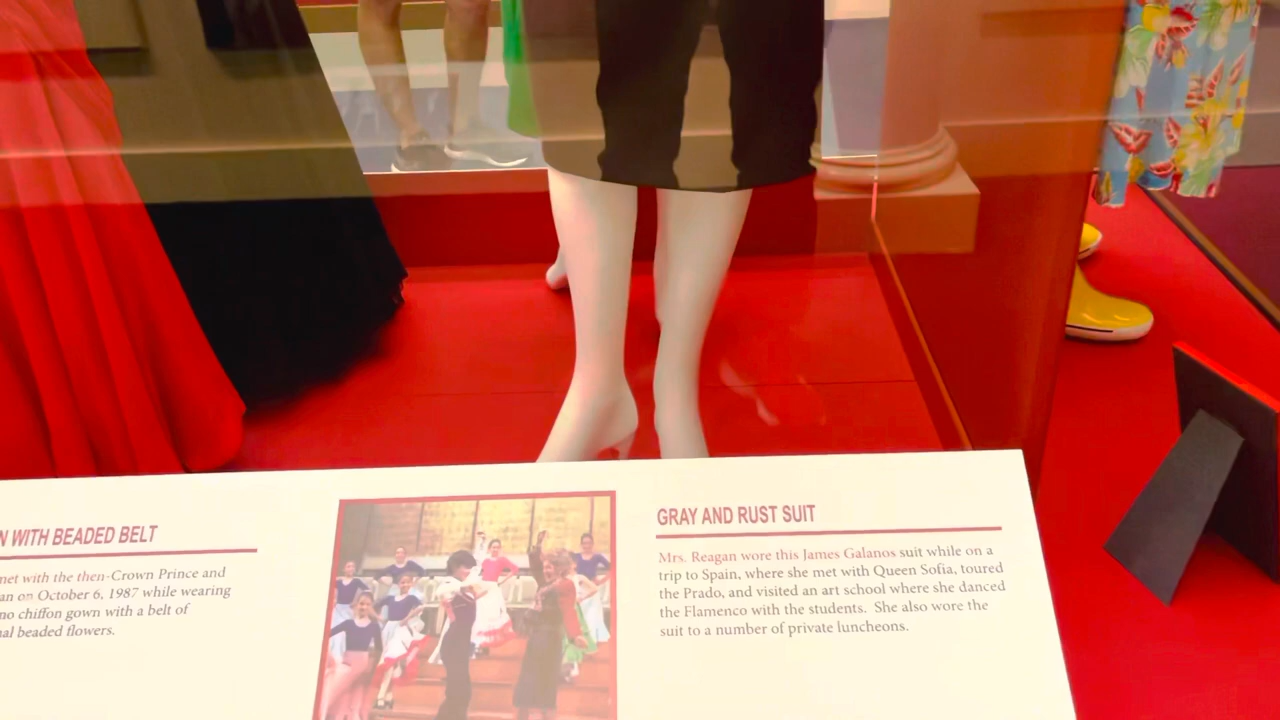 N WITH BEADED BELT
met with the then-Crown Prince and
an on October 6, 1987 while wearing
no chiffon gown with a belt of
al beaded flowers.
GRAY AND RUST SUIT
Mrs. Reagan wore this James Galanos suit while on a
trip to Spain, where she met with Queen Sofia, toured
the Prado, and visited an art school where she danced
the Flamenco with the students. She also wore the
suit to a number of private luncheons.